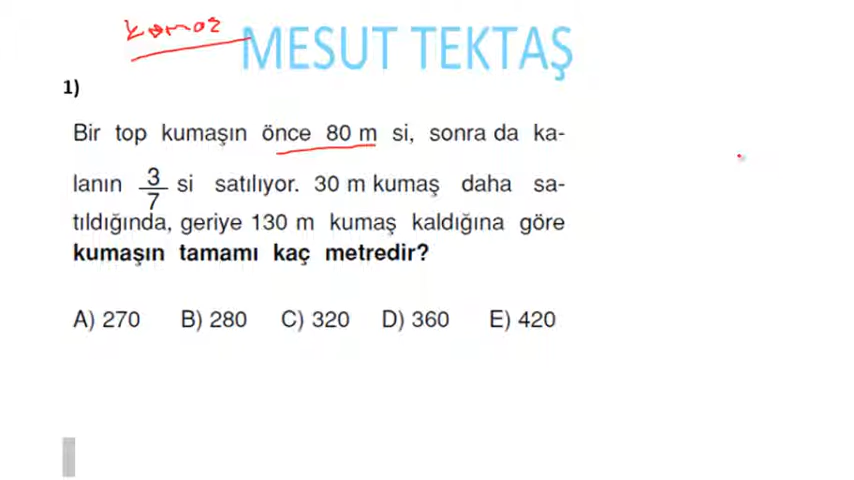 MESUT TEKTAŞ
1)
Bir top kumaşın önce 80 m si, sonra da ka-
lanın 3/7 si satılıyor. 30 m kumaş daha sa-
tıldığında, geriye 130 m kumaş kaldığına göre
kumaşın tamamı kaç metredir?
A) 270 B) 280 C) 320 D) 360 E) 420